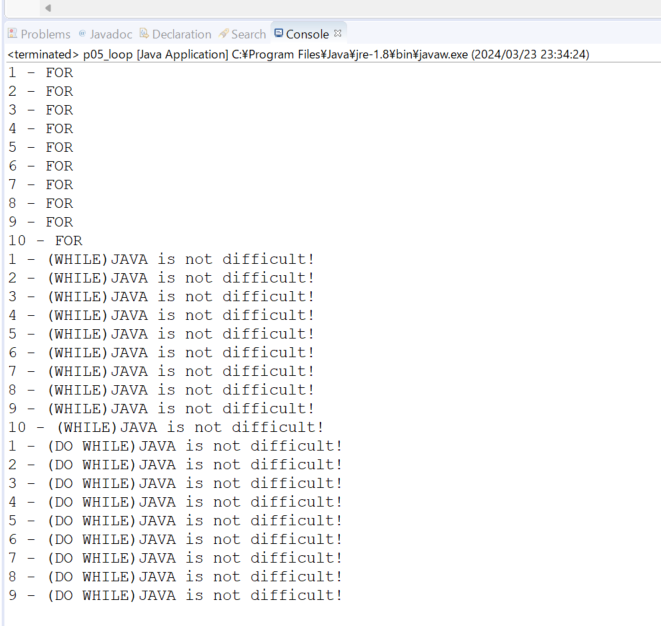 Problems Javadoc Declaration Search Console
<terminated> p05_loop [Java Application] C:¥Program Files¥Java¥jre-1.8¥bin¥javaw.exe (2024/03/23 23:34:24)
1 - FOR
2 - FOR
3 - FOR
4 - FOR
5 - FOR
6 - FOR
7 - FOR
8 - FOR
9 - FOR
10 - FOR
1 - (WHILE)JAVA is not difficult!
2 - (WHILE)JAVA is not difficult!
3 - (WHILE)JAVA is not difficult!
4 - (WHILE)JAVA is not difficult!
5 - (WHILE)JAVA is not difficult!
6 - (WHILE)JAVA is not difficult!
7 - (WHILE)JAVA is not difficult!
8 - (WHILE)JAVA is not difficult!
9 - (WHILE)JAVA is not difficult!
10 - (WHILE)JAVA is not difficult!
1 - (DO WHILE)JAVA is not difficult!
2 - (DO WHILE)JAVA is not difficult!
3 - (DO WHILE)JAVA is not difficult!
4 - (DO WHILE)JAVA is not difficult!
5 - (DO WHILE)JAVA is not difficult!
6 - (DO WHILE)JAVA is not difficult!
7 - (DO WHILE)JAVA is not difficult!
8 - (DO WHILE)JAVA is not difficult!
9 - (DO WHILE)JAVA is not difficult!